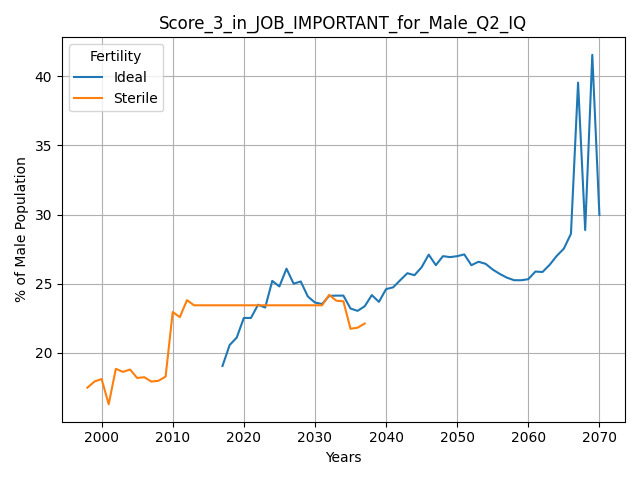 Score_3_in_JOB_IMPORTANT_for_Male_Q2_IQ
Fertility
Ideal
Sterile
% of Male Population
40
35
30
25
20
2000 2010 2020 2030 2040 2050 2060 2070
Years